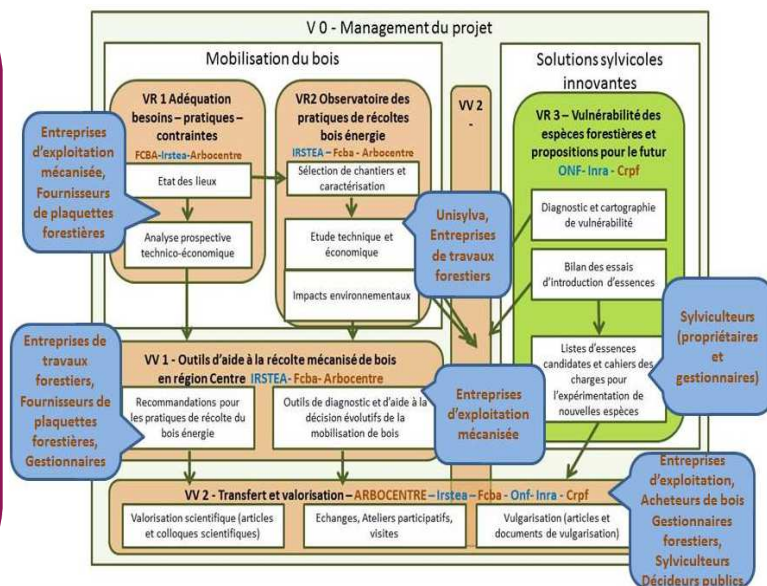 V 0 - Management du projet
Mobilisation du bois
VR 1 Adéquation
besoins – pratiques –
contraintes
FCBA-Irstea-Arbocentre
Etat des lieux
Analyse prospective
technico-économique
VR2 Observatoire des
pratiques de récoltes
bois énergie
IRSTEA – Fcba - Arbocentre
Sélection de chantiers et
caractérisation
Etude technique et
économique
Impacts environnementaux
VV 2
-
Solutions sylvicoles
innovantes
VR 3 – Vulnérabilité des
espèces forestières et
propositions pour le futur
ONF- Inra - Crpf
Diagnostic et cartographie
de vulnérabilité
Bilan des essais
d'introduction d'essences
Listes d'essences
candidates et cahiers des
charges pour
l'expérimentation de
nouvelles espèces
Entreprises
d'exploitation
mécanisée,
Fournisseurs
de plaquettes
forestières
Unisylva,
Entreprises
de travaux
forestiers
Sylviculteurs
(propriétaires
et
gestionnaires)
Entreprises de
travaux
forestiers,
Fournisseurs de
plaquettes
forestières,
Gestionnaires
VV 1 - Outils d'aide à la récolte mécanisé de bois
en région Centre IRSTEA- Fcba- Arbocentre
Recommandations pour
les pratiques de récolte du
bois énergie
Outils de diagnostic et d'aide à la
décision évolutifs de la
mobilisation de bois
Entreprises
d'exploitation
mécanisée
VV 2 - Transfert et valorisation – ARBOCENTRE – Irstea – Fcba - Onf- Inra - Crpf
Valorisation scientifique (articles
et colloques scientifiques)
Echanges, Ateliers participatifs,
visites
Vulgarisation (articles et
documents de vulgarisation)
Entreprises
d'exploitation,
Acheteurs de bois
Gestionnaires
forestiers,
Sylviculteurs
Décideurs publics